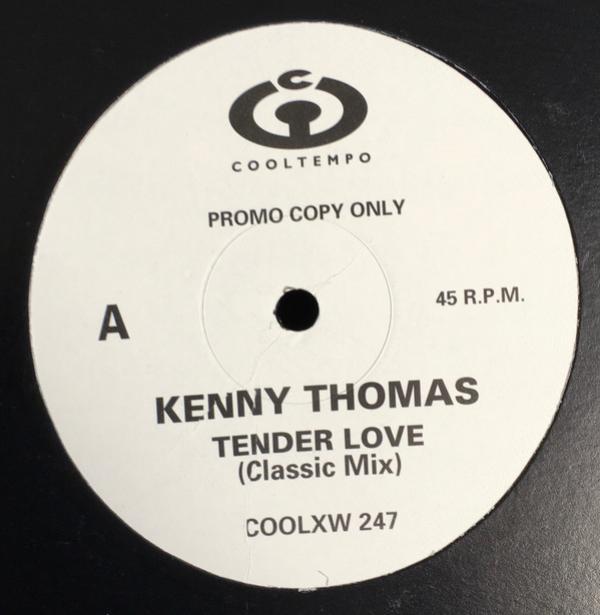 COOLTEMPO
PROMO COPY ONLY
45 R.P.M.
A
KENNY THOMAS
TENDER LOVE
(Classic Mix)
COOLXW 247